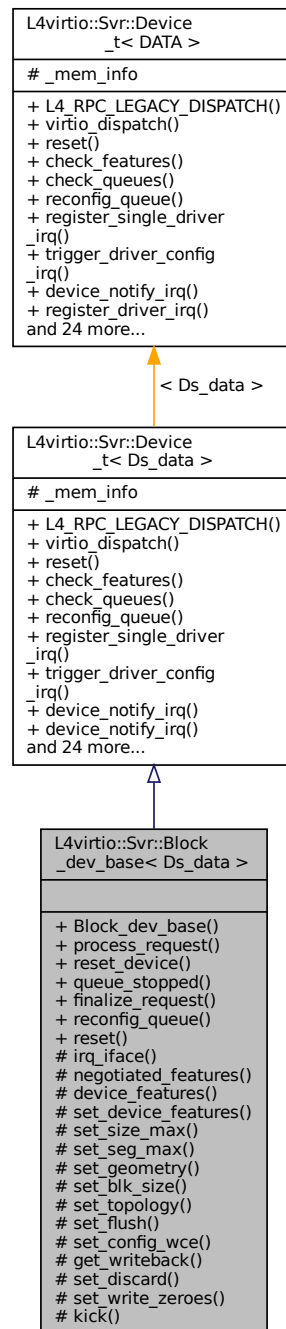 L4virtio::Svr::Device
_t< DATA >
# _mem_info
+ L4_RPC_LEGACY_DISPATCH()
+ virtio_dispatch()
+ reset()
+ check_features()
+ check_queues()
+ reconfig_queue()
+ register_single_driver
_irq()
+ trigger_driver_config
_irq()
+ device_notify_irq()
+ register_driver_irq()
and 24 more...
< Ds_data >
L4virtio::Svr::Device
_t< Ds_data >
# _mem_info
+ L4_RPC_LEGACY_DISPATCH()
+ virtio_dispatch()
+ reset()
+ check_features()
+ check_queues()
+ reconfig_queue()
+ register_single_driver
_irq()
+ trigger_driver_config
_irq()
+ device_notify_irq()
+ device_notify_irq()
and 24 more...
L4virtio::Svr::Block
_dev_base< Ds_data >
+ Block_dev_base()
+ process_request()
+ reset_device()
+ queue_stopped()
+ finalize_request()
+ reconfig_queue()
+ reset()
# irq_iface()
# negotiated_features()
# device_features()
# set_device_features()
# set_size_max()
# set_seg_max()
# set_geometry()
# set_blk_size()
# set_topology()
# set_flush()
# set_config_wce()
# get_writeback()
# set_discard()
# set_write_zeroes()
# kick()